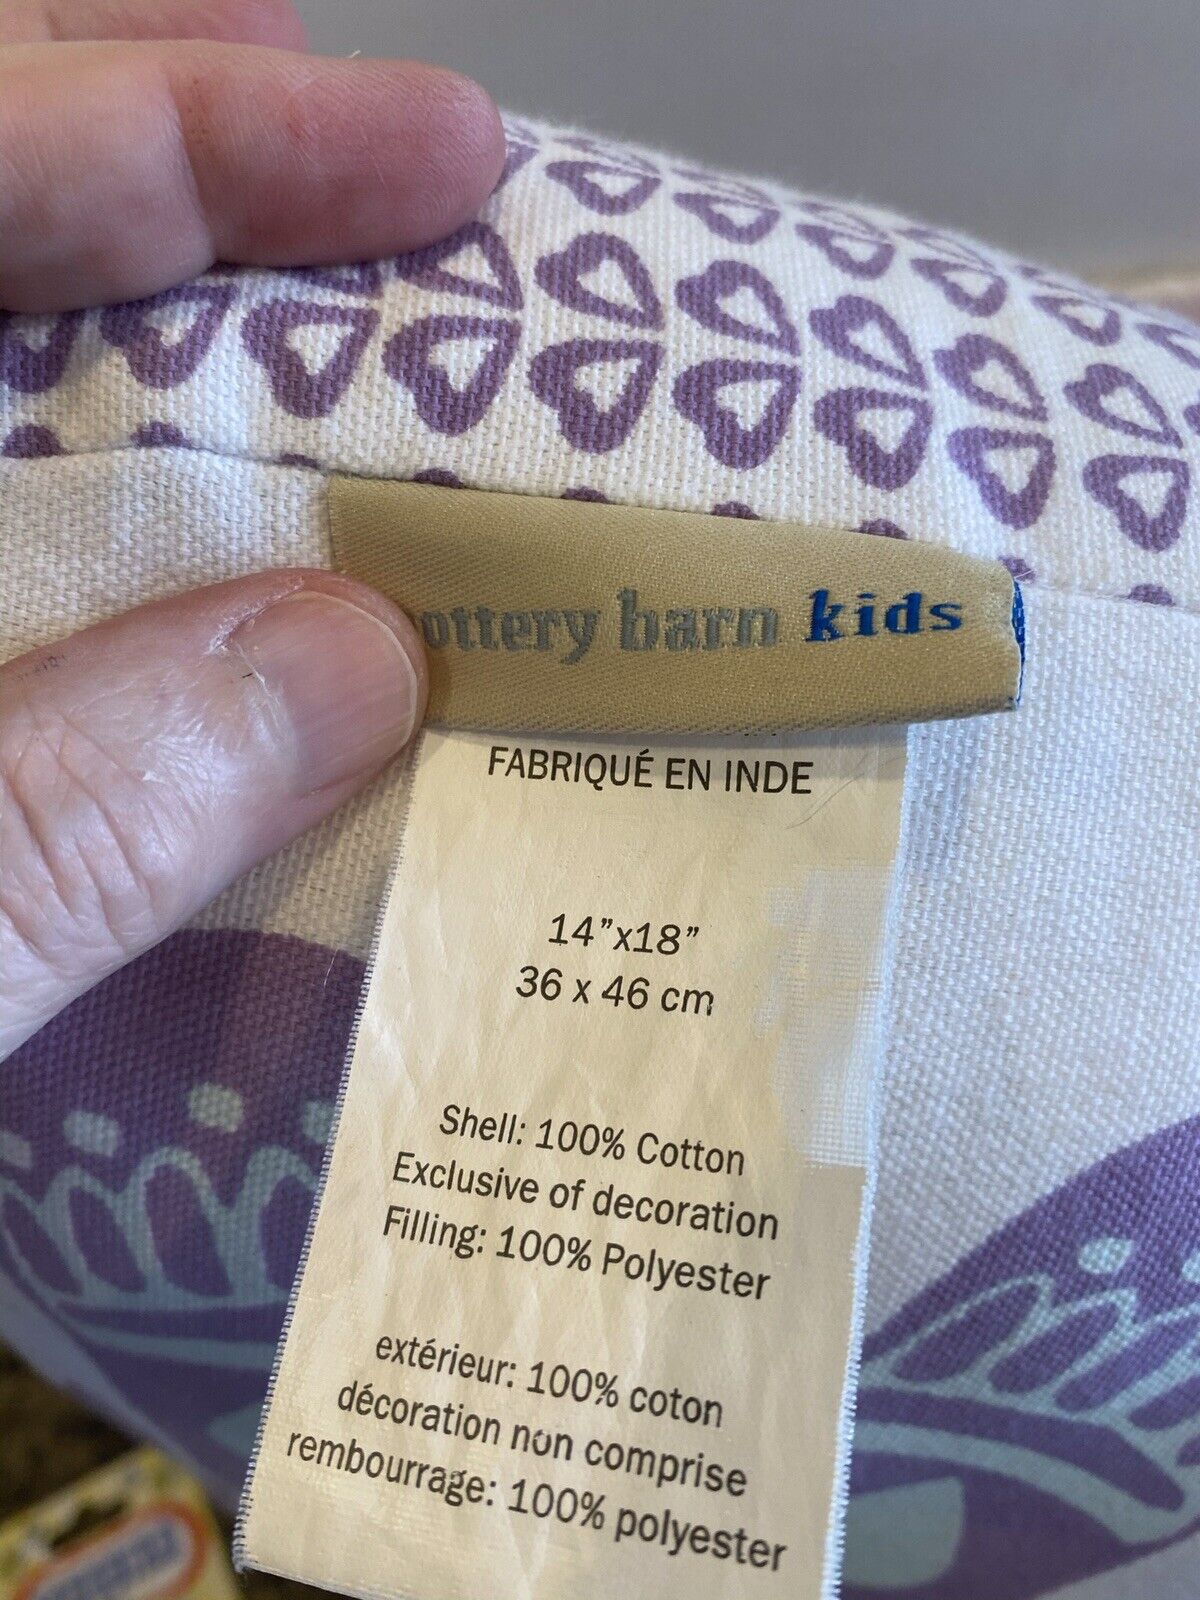 ottery barn kids
FABRIQUÉ EN INDE
14"x18"
36 x 46 cm
Shell: 100% Cotton
Exclusive of decoration
Filling: 100% Polyester
extérieur: 100% coton
décoration non comprise
rembourrage: 100% polyester